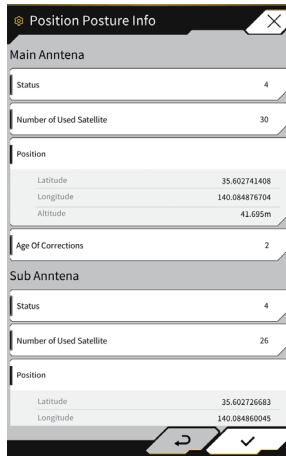 Position Posture Info
Main Anntena
Status 4
Number of Used Satellite 30
Position
Latitude 35.602741408
Longitude 140.084876704
Altitude 41.695m
Age Of Corrections 2
Sub Anntena
Status 4
Number of Used Satellite 26
Position
Latitude 35.602726683
Longitude 140.084860045